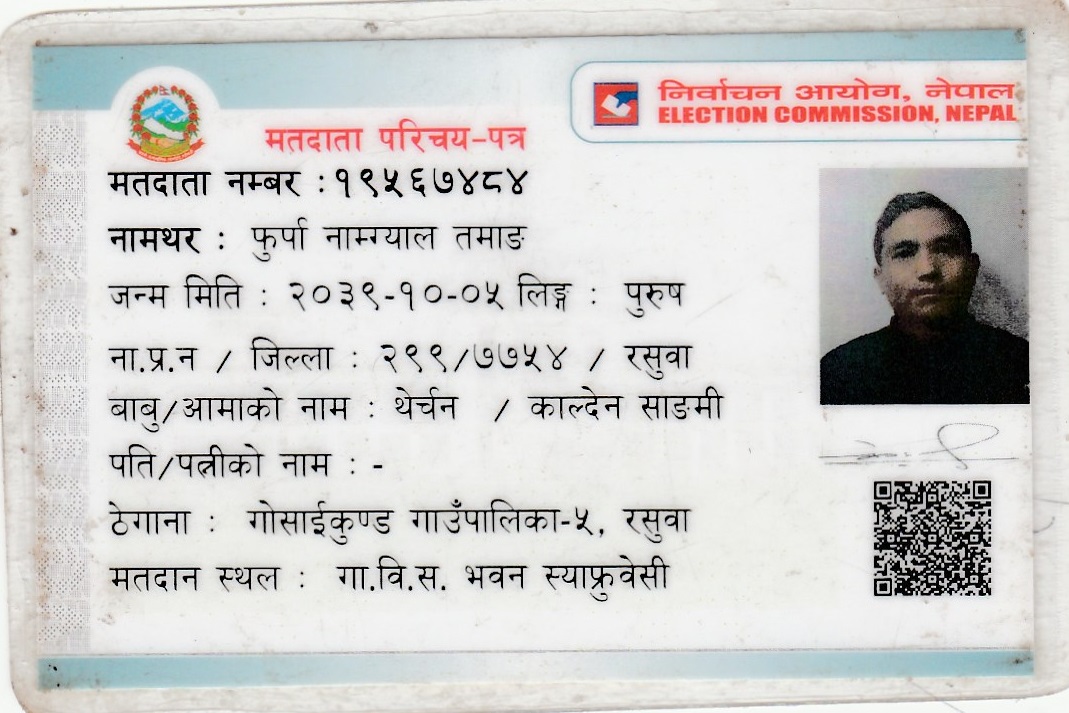 निर्वाचन आयोग, नेपाल
ELECTION COMMISSION, NEPAL
मतदाता परिचय-पत्र
मतदाता नम्बर : १९५६७४८४
नामथर : फुर्पा नाम्ग्याल तमाङ
जन्म मिति : २०३९-१०-०५ लिङ्ग : पुरुष
ना.प्र.न / जिल्ला : २९९/७७५४ / रसुवा
बाबु/आमाको नाम : थेर्चन / काल्देन साङमी
पति/पत्नीको नाम : -
ठेगाना : गोसाईकुण्ड गाउँपालिका-५, रसुवा
मतदान स्थल : गा.वि.स. भवन स्याफ्रुवेसी